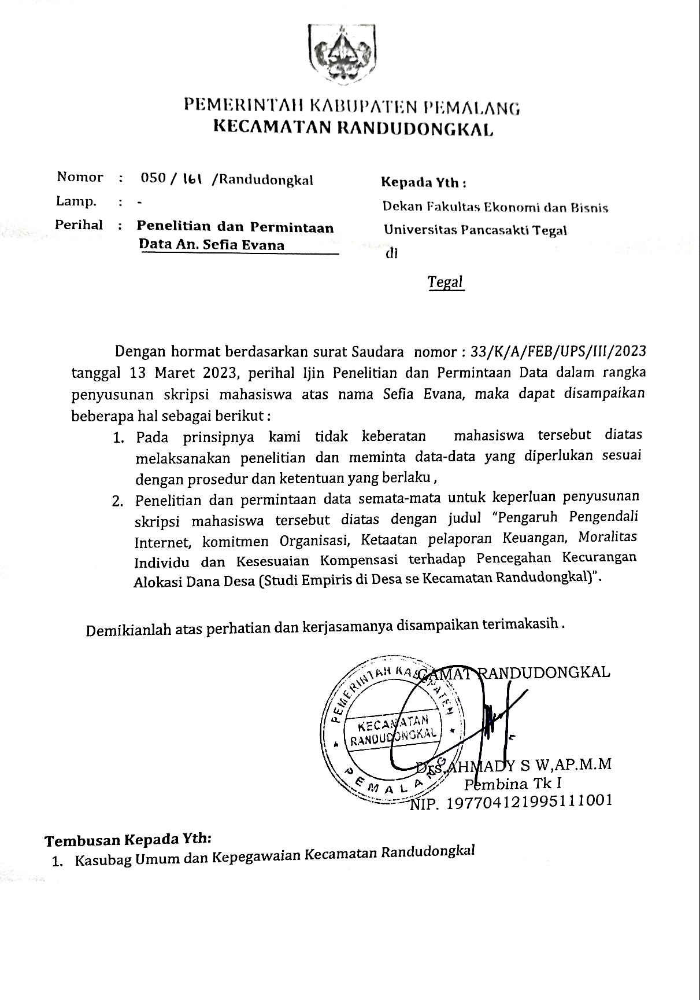 PEMERINTAH KABUPATEN PEMALANG
KECAMATAN RANDUDONGKAL
Nomor : 050 / 161 /Randudongkal
Lamp. : -
Perihal : Penelitian dan Permintaan
Data An. Sefia Evana
Kepada Yth :
Dekan Fakultas Ekonomi dan Bisnis
Universitas Pancasakti Tegal
di
Tegal
Dengan hormat berdasarkan surat Saudara nomor : 33/K/A/FEB/UPS/III/2023
tanggal 13 Maret 2023, perihal Ijin Penelitian dan Permintaan Data dalam rangka
penyusunan skripsi mahasiswa atas nama Sefia Evana, maka dapat disampaikan
beberapa hal sebagai berikut :
1. Pada prinsipnya kami tidak keberatan mahasiswa tersebut diatas
melaksanakan penelitian dan meminta data-data yang diperlukan sesuai
dengan prosedur dan ketentuan yang berlaku ,
2. Penelitian dan permintaan data semata-mata untuk keperluan penyusunan
skripsi mahasiswa tersebut diatas dengan judul "Pengaruh Pengendali
Internet, komitmen Organisasi, Ketaatan pelaporan Keuangan, Moralitas
Individu dan Kesesuaian Kompensasi terhadap Pencegahan Kecurangan
Alokasi Dana Desa (Studi Empiris di Desa se Kecamatan Randudongkal)".
Demikianlah atas perhatian dan kerjasamanya disampaikan terimakasih .
CAMAT RANDUDONGKAL
PEMERINTAH KABUPATEN
KECAMATAN
RANDUDONGKAL
PEMALANG
Drs.AHMADY S W,AP.M.M
Pembina Tk I
NIP. 197704121995111001
Tembusan Kepada Yth:
1. Kasubag Umum dan Kepegawaian Kecamatan Randudongkal